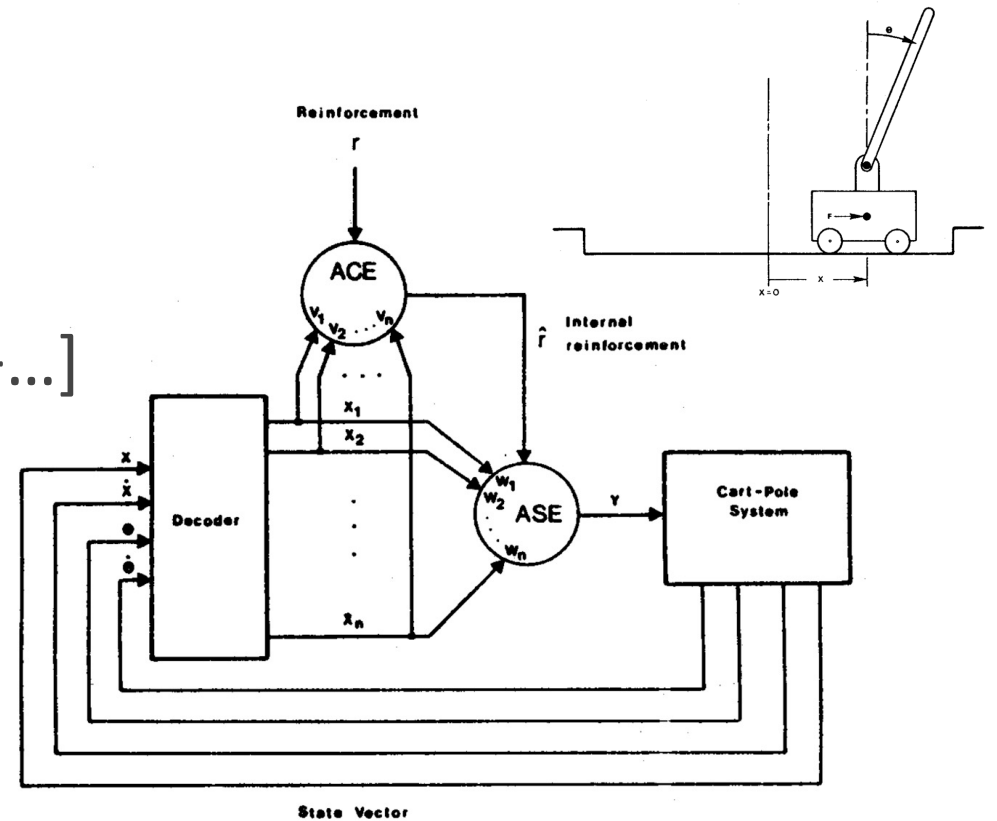 θ
F
x
x=0
Reinforcement
r
ACE
v₁
v₂ .... vₙ
r̂ Internal
reinforcement
...]
. . .
x₁
x₂
x
ẋ
θ
θ̇
Decoder
w₁
w₂
ASE
wₙ
y
Cart-Pole
System
xₙ
State Vector